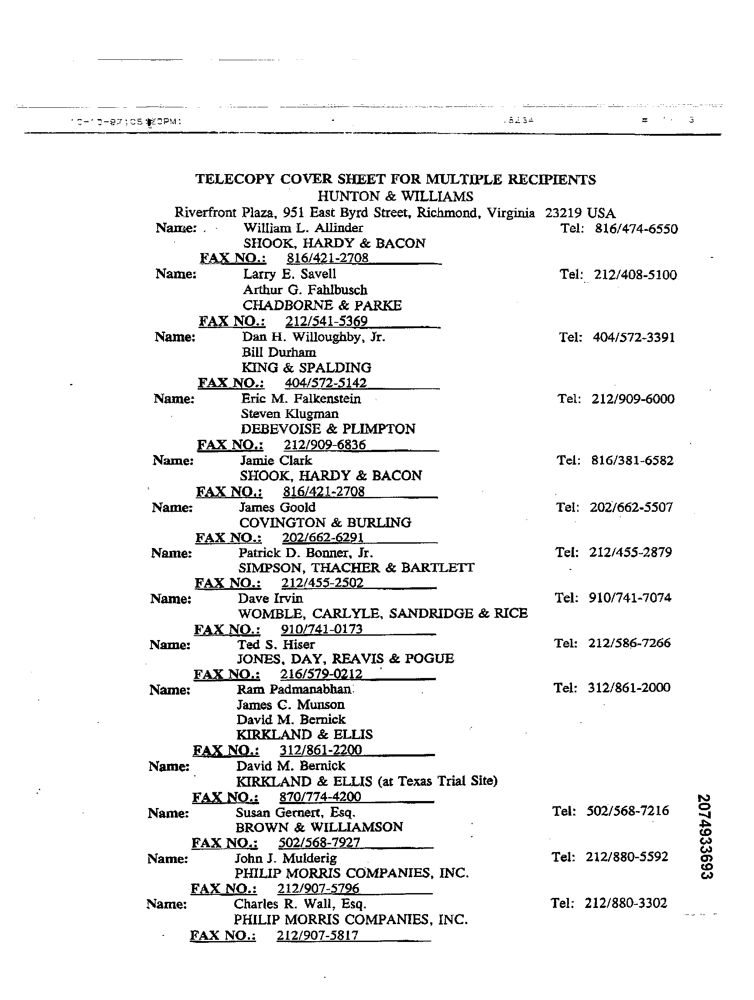 TELECOPY COVER SHEET FOR MULTIPLE RECIPIENTS
HUNTON & WILLIAMS
Riverfront Plaza, 951 East Byrd Street, Richmond, Virginia 23219 USA
Name: William L. Allinder Tel: 816/474-6550
SHOOK, HARDY & BACON
FAX NO.: 816/421-2708
Name: Larry E. Savell Tel: 212/408-5100
Arthur G. Fahlbusch
CHADBORNE & PARKE
FAX NO.: 212/541-5369
Name: Dan H. Willoughby, Jr. Tel: 404/572-3391
Bill Durham
KING & SPALDING
FAX NO.: 404/572-5142
Name: Eric M. Falkenstein Tel: 212/909-6000
Steven Klugman
DEBEVOISE & PLIMPTON
FAX NO.: 212/909-6836
Name: Jamie Clark Tel: 816/381-6582
SHOOK, HARDY & BACON
FAX NO.: 816/421-2708
Name: James Goold Tel: 202/662-5507
COVINGTON & BURLING
FAX NO.: 202/662-6291
Name: Patrick D. Bonner, Jr. Tel: 212/455-2879
SIMPSON, THACHER & BARTLETT
FAX NO.: 212/455-2502
Name: Dave Irvin Tel: 910/741-7074
WOMBLE, CARLYLE, SANDRIDGE & RICE
FAX NO.: 910/741-0173
Name: Ted S. Hiser Tel: 212/586-7266
JONES, DAY, REAVIS & POGUE
FAX NO.: 216/579-0212
Name: Ram Padmanabhan Tel: 312/861-2000
James C. Munson
David M. Bernick
KIRKLAND & ELLIS
FAX NO.: 312/861-2200
Name: David M. Bernick
KIRKLAND & ELLIS (at Texas Trial Site)
FAX NO.: 870/774-4200
Name: Susan Gernert, Esq. Tel: 502/568-7216
BROWN & WILLIAMSON
FAX NO.: 502/568-7927
Name: John J. Mulderig Tel: 212/880-5592
PHILIP MORRIS COMPANIES, INC.
FAX NO.: 212/907-5796
Name: Charles R. Wall, Esq. Tel: 212/880-3302
PHILIP MORRIS COMPANIES, INC.
FAX NO.: 212/907-5817
2074933693